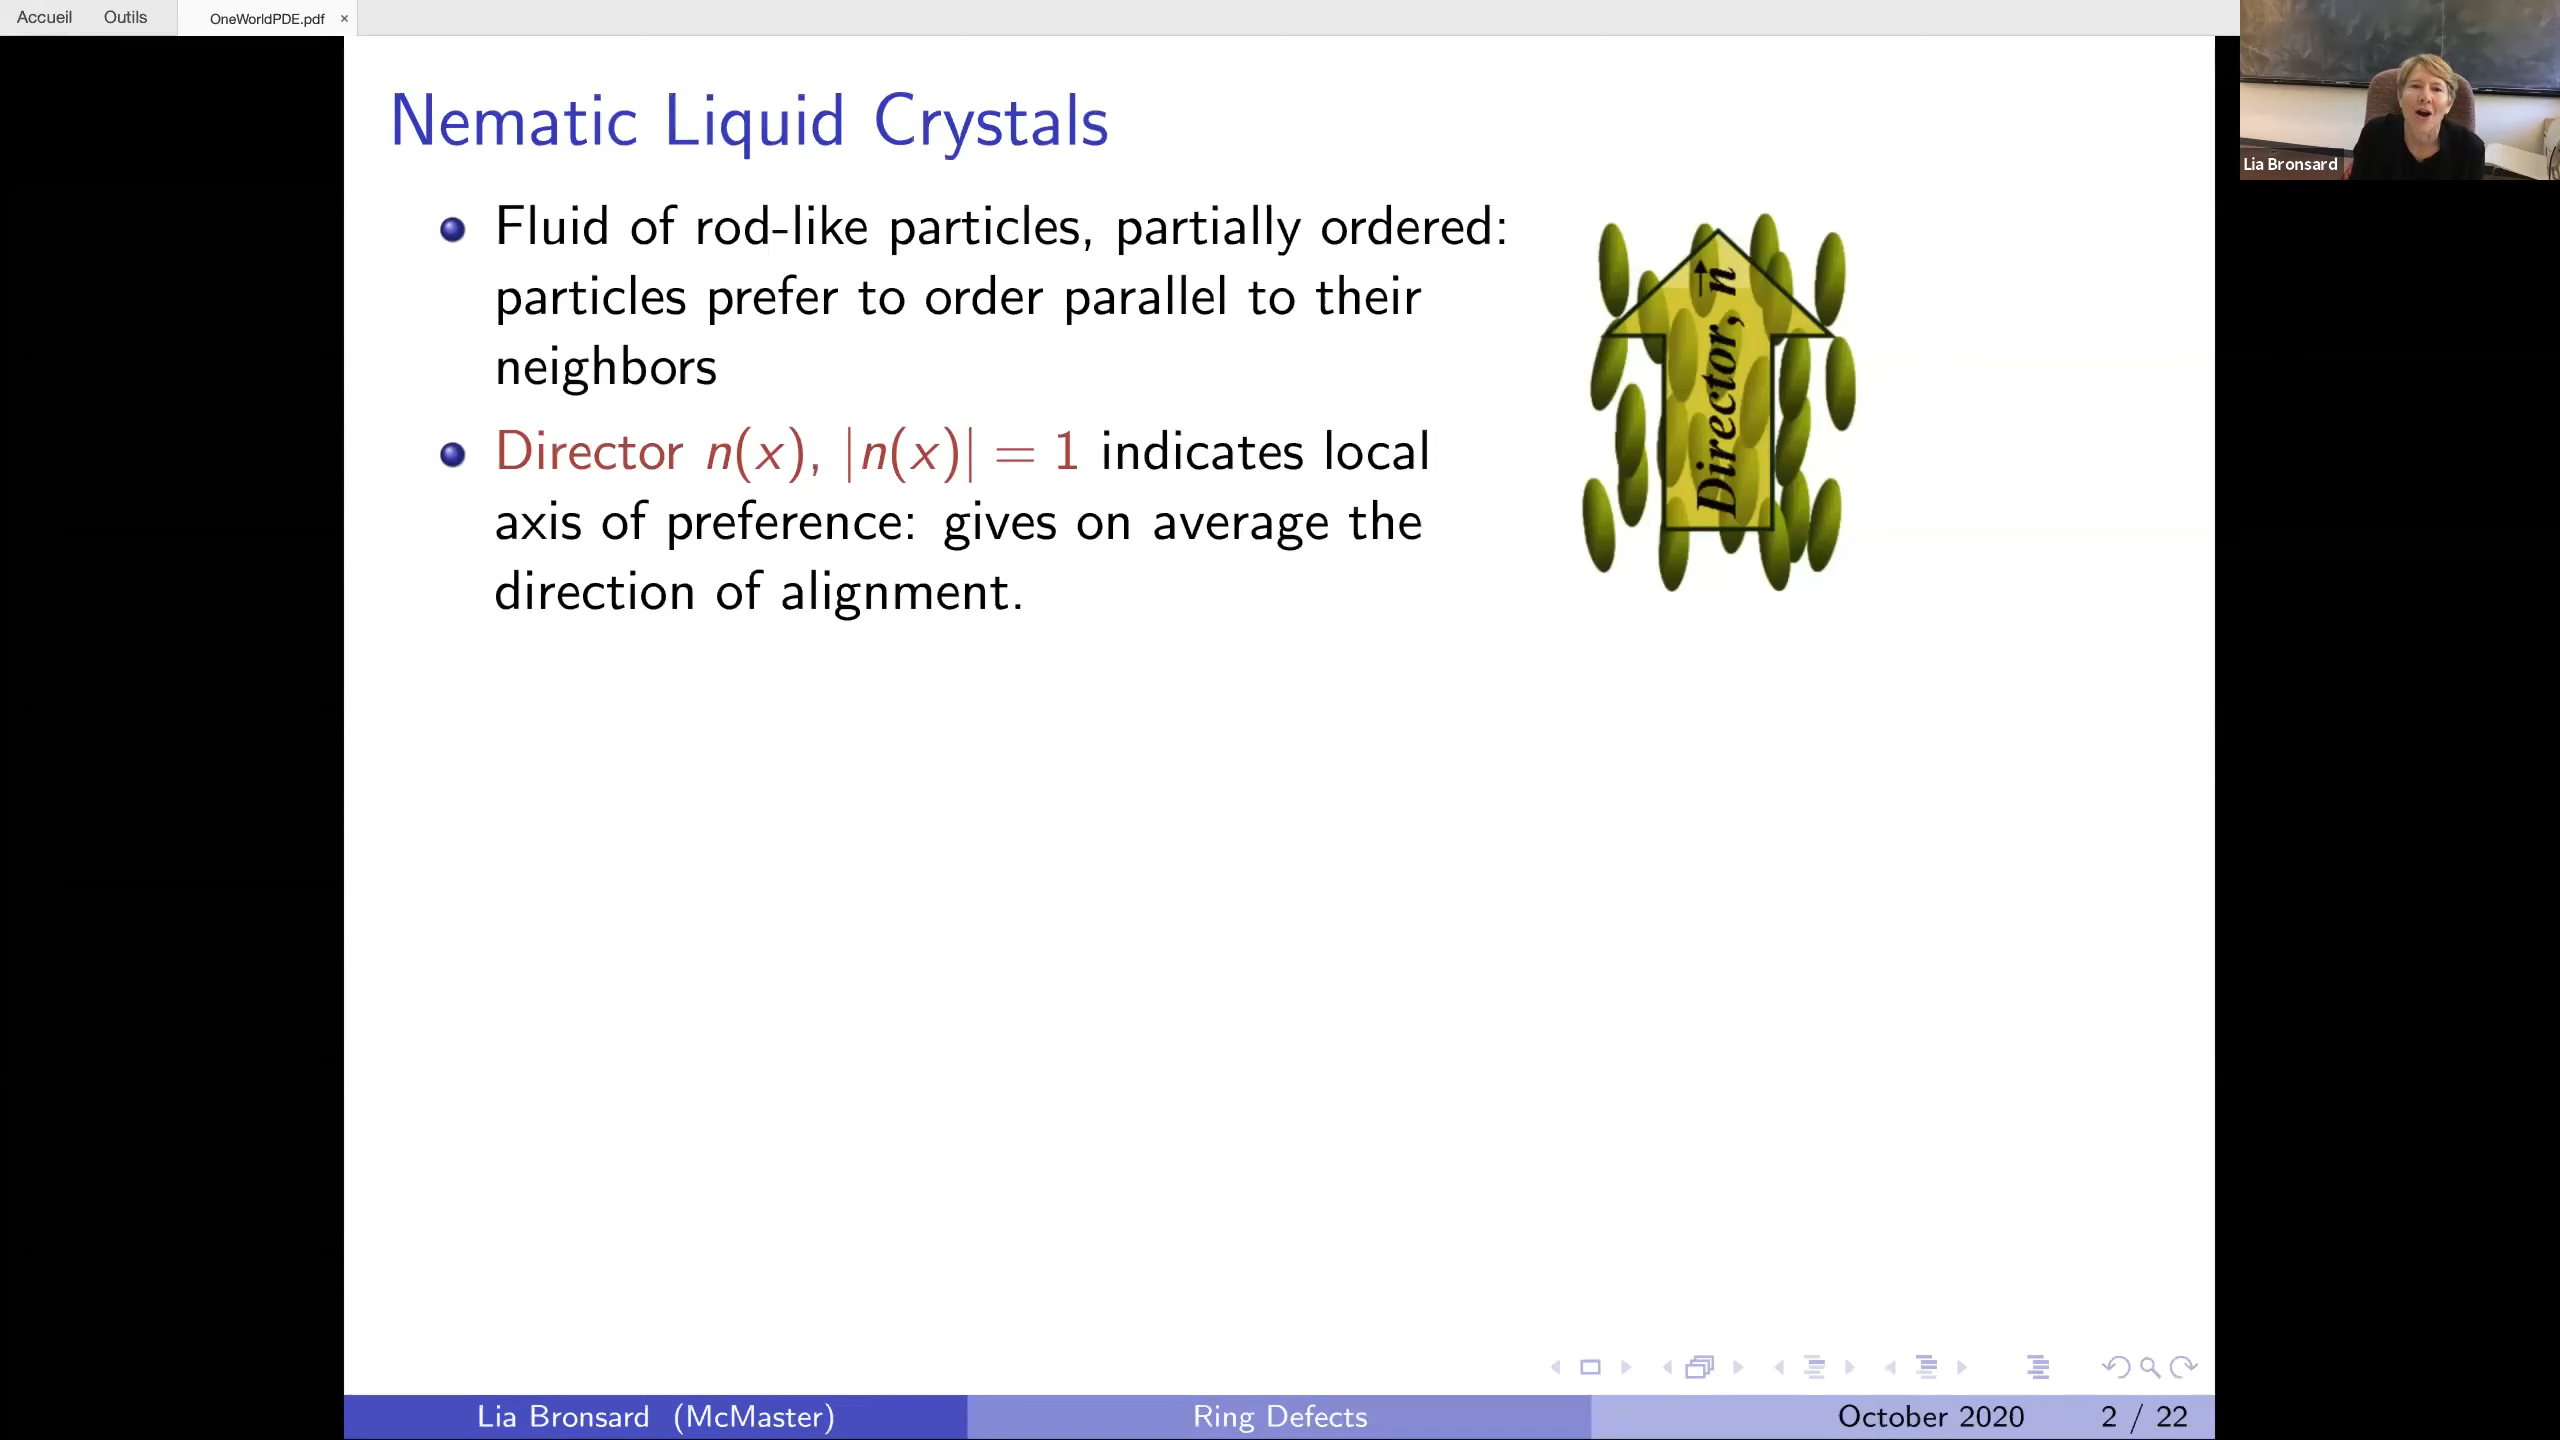 Accueil Outils OneWorldPDE.pdf ×
Nematic Liquid Crystals
Fluid of rod-like particles, partially ordered:
particles prefer to order parallel to their
neighbors
Director n(x), |n(x)| = 1 indicates local
axis of preference: gives on average the
direction of alignment.
Director, n⃗
Lia Bronsard
Lia Bronsard (McMaster) Ring Defects October 2020 2 / 22